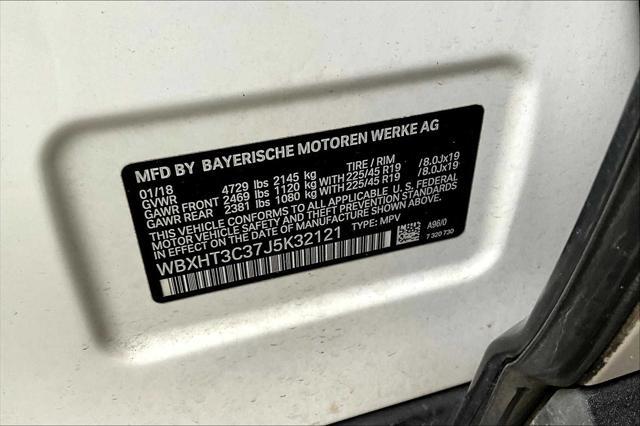 MFD BY BAYERISCHE MOTOREN WERKE AG
01/18 TIRE / RIM
GVWR 4729 lbs 2145 kg
GAWR FRONT 2469 lbs 1120 kg WITH 225/45 R19 /8.0Jx19
GAWR REAR 2381 lbs 1080 kg WITH 225/45 R19 /8.0Jx19
THIS VEHICLE CONFORMS TO ALL APPLICABLE U. S. FEDERAL
MOTOR VEHICLE SAFETY AND THEFT PREVENTION STANDARDS
IN EFFECT ON THE DATE OF MANUFACTURE SHOWN ABOVE.
WBXHT3C37J5K32121 TYPE: MPV
A96/0
7 320 730